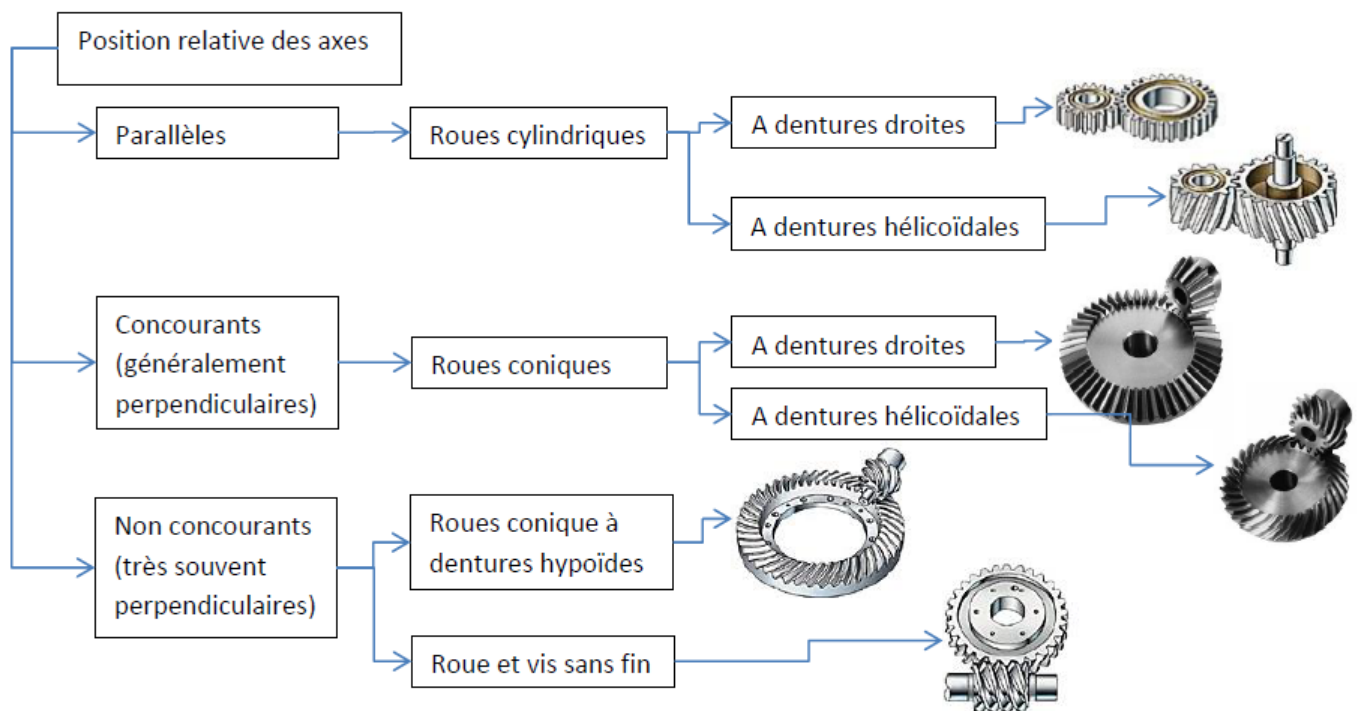 Position relative des axes
Parallèles
Roues cylindriques
A dentures droites
A dentures hélicoïdales
Concourants
(généralement
perpendiculaires)
Roues coniques
A dentures droites
A dentures hélicoïdales
Non concourants
(très souvent
perpendiculaires)
Roues conique à
dentures hypoïdes
Roue et vis sans fin